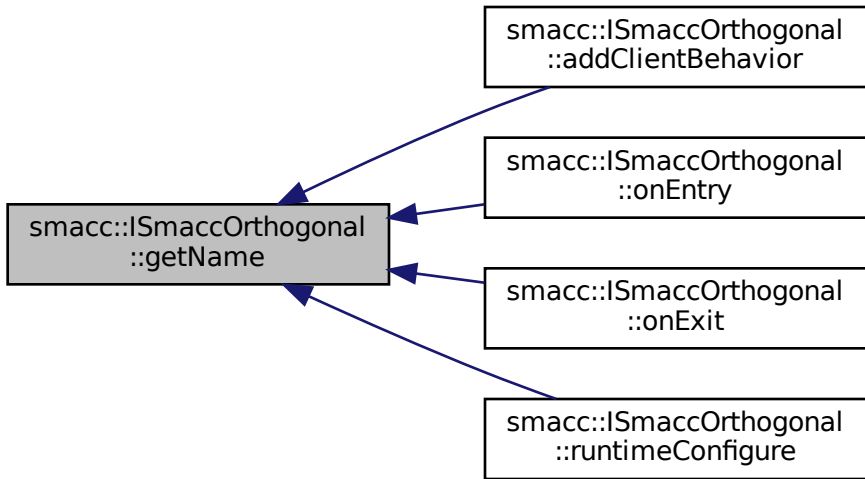 smacc::ISmaccOrthogonal
::getName
smacc::ISmaccOrthogonal
::addClientBehavior
smacc::ISmaccOrthogonal
::onEntry
smacc::ISmaccOrthogonal
::onExit
smacc::ISmaccOrthogonal
::runtimeConfigure